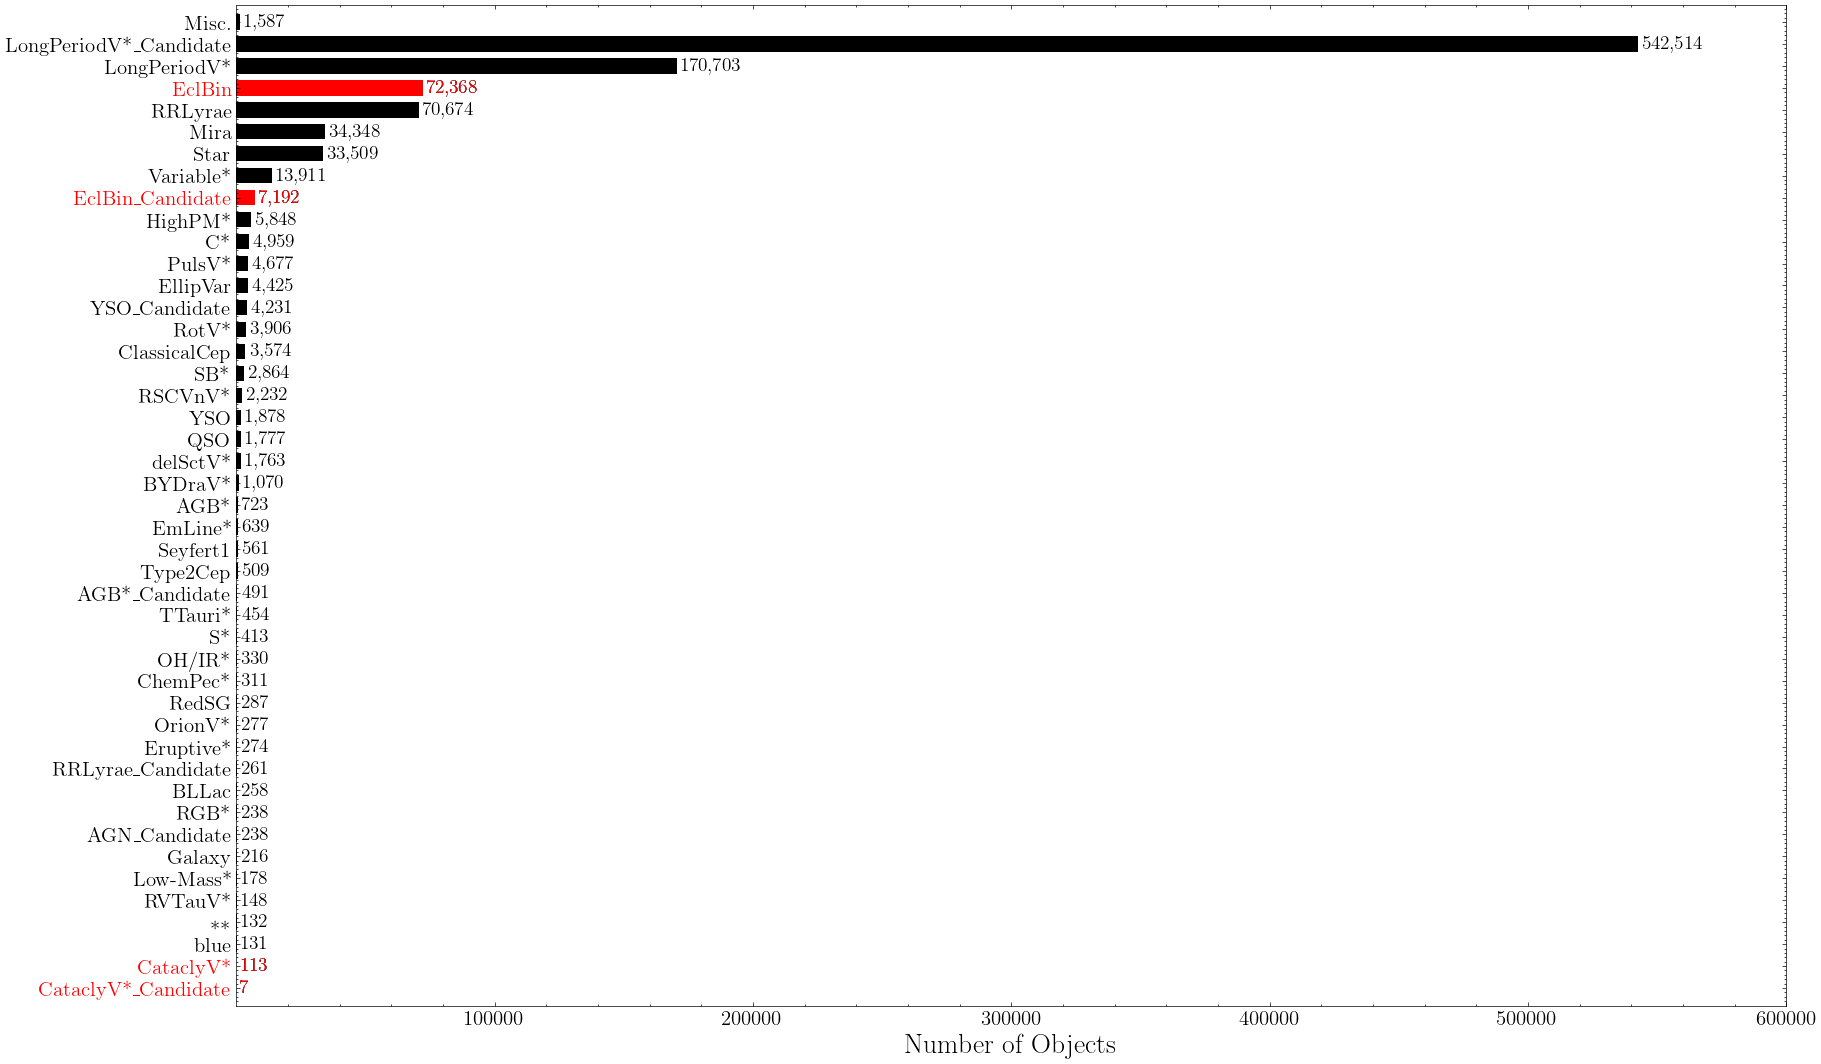 Misc. 1,587
LongPeriodV*_Candidate 542,514
LongPeriodV* 170,703
EclBin 72,368
RRLyrae 70,674
Mira 34,348
Star 33,509
Variable* 13,911
EclBin_Candidate 7,192
HighPM* 5,848
C* 4,959
PulsV* 4,677
EllipVar 4,425
YSO_Candidate 4,231
RotV* 3,906
ClassicalCep 3,574
SB* 2,864
RSCVnV* 2,232
YSO 1,878
QSO 1,777
delSctV* 1,763
BYDraV* 1,070
AGB* 723
EmLine* 639
Seyfert1 561
Type2Cep 509
AGB*_Candidate 491
TTauri* 454
S* 413
OH/IR* 330
ChemPec* 311
RedSG 287
OrionV* 277
Eruptive* 274
RRLyrae_Candidate 261
BLLac 258
RGB* 238
AGN_Candidate 238
Galaxy 216
Low-Mass* 178
RVTauV* 148
** 132
blue 131
CataclyV* 113
CataclyV*_Candidate 7
100000 200000 300000 400000 500000 600000
Number of Objects